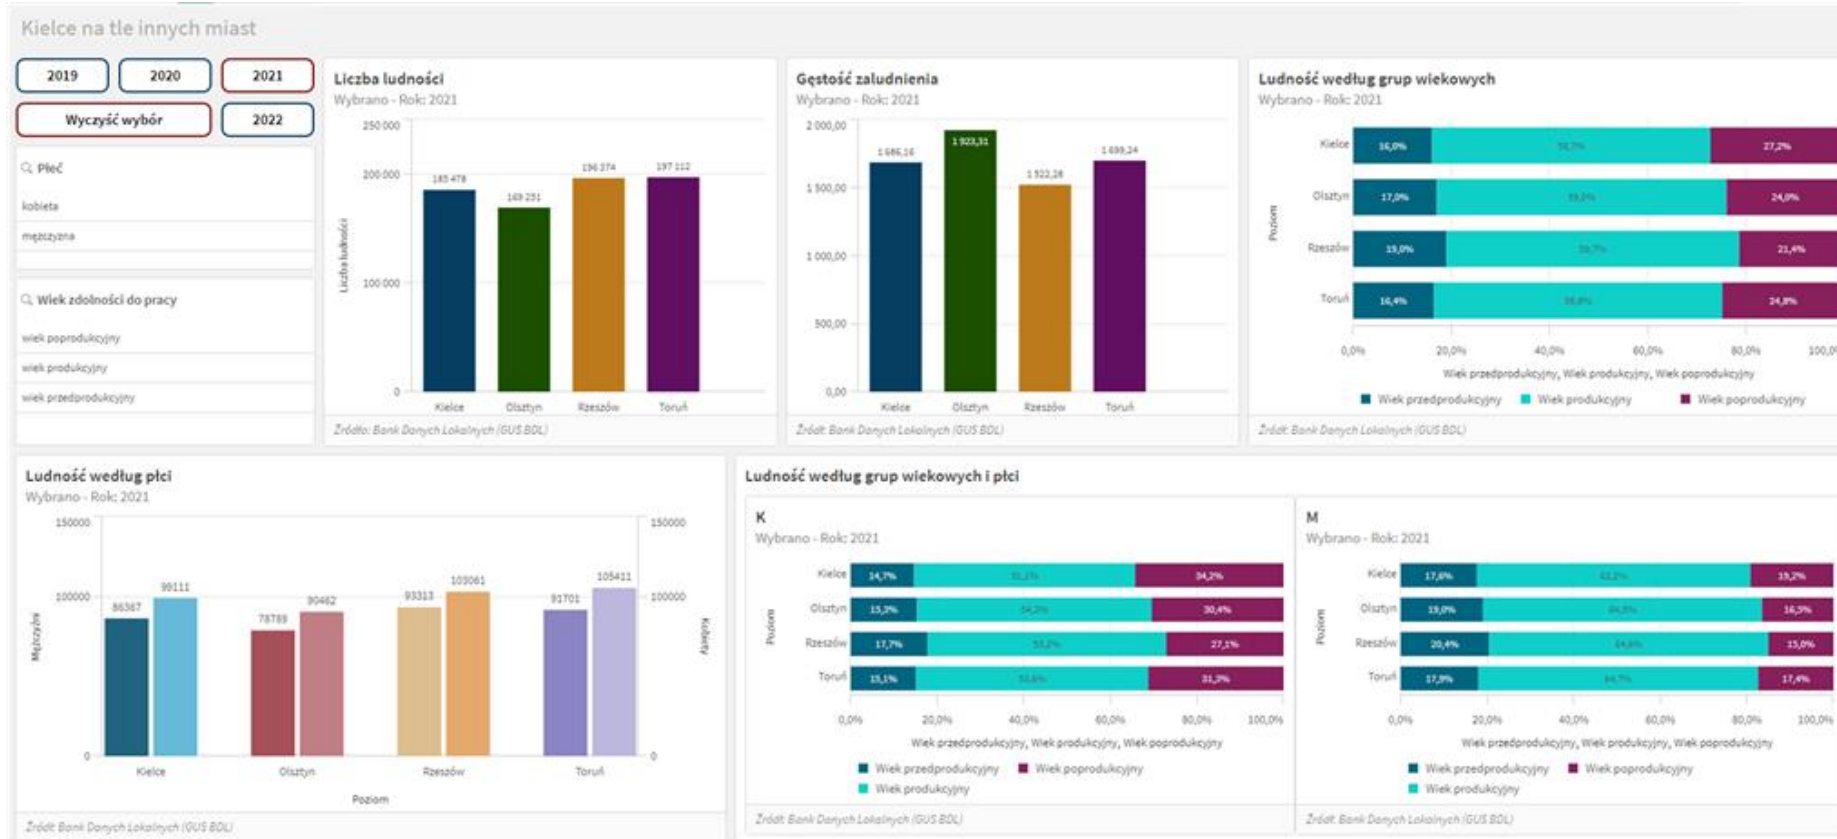 Kielce na tle innych miast
2019
2020
2021
Wyczyść wybór
2022
Płeć
kobieta
mężczyzna
Wiek zdolności do pracy
wiek poprodukcyjny
wiek produkcyjny
wiek przedprodukcyjny
Liczba ludności
Wybrano - Rok: 2021
Liczba ludności
250 000
200 000
100 000
0
185 478
169 251
196 374
197 112
Kielce
Olsztyn
Rzeszów
Toruń
Źródło: Bank Danych Lokalnych (GUS BDL)
Gęstość zaludnienia
Wybrano - Rok: 2021
2 000,00
1 500,00
1 000,00
500,00
0,00
1 923,31
1 522,28
1 699,24
Kielce
Olsztyn
Rzeszów
Toruń
Źródł: Bank Danych Lokalnych (GUS BDL)
Ludność według grup wiekowych
Wybrano - Rok: 2021
Poziom
Kielce 16,0% 27,2%
Olsztyn 17,0% 24,0%
Rzeszów 19,0% 21,4%
Toruń 16,4% 24,8%
0,0% 20,0% 40,0% 60,0% 80,0% 100,0
Wiek przedprodukcyjny, Wiek produkcyjny, Wiek poprodukcyjny
Wiek przedprodukcyjny Wiek produkcyjny Wiek poprodukcyjny
Źródł: Bank Danych Lokalnych (GUS BDL)
Ludność według płci
Wybrano - Rok: 2021
Mężczyźni
150000
100000
0
86367
99111
78789
90462
93313
103061
91701
105411
150000
100000
0
Kobiety
Kielce
Olsztyn
Rzeszów
Toruń
Poziom
Źródł: Bank Danych Lokalnych (GUS BDL)
Ludność według grup wiekowych i płci
K
Wybrano - Rok: 2021
Poziom
Kielce 14,7% 34,2%
Olsztyn 15,3% 30,4%
Rzeszów 17,7% 27,1%
Toruń 15,1% 31,3%
0,0% 20,0% 40,0% 60,0% 80,0% 100,0%
Wiek przedprodukcyjny, Wiek produkcyjny, Wiek poprodukcyjny
Wiek przedprodukcyjny Wiek poprodukcyjny
Wiek produkcyjny
Źródł: Bank Danych Lokalnych (GUS BDL)
M
Wybrano - Rok: 2021
Poziom
Kielce 17,6% 19,2%
Olsztyn 19,0% 16,5%
Rzeszów 20,4% 15,0%
Toruń 17,9% 17,4%
0,0% 20,0% 40,0% 60,0% 80,0% 100,0%
Wiek przedprodukcyjny, Wiek produkcyjny, Wiek poprodukcyjny
Wiek przedprodukcyjny Wiek poprodukcyjny
Wiek produkcyjny
Źródł: Bank Danych Lokalnych (GUS BDL)